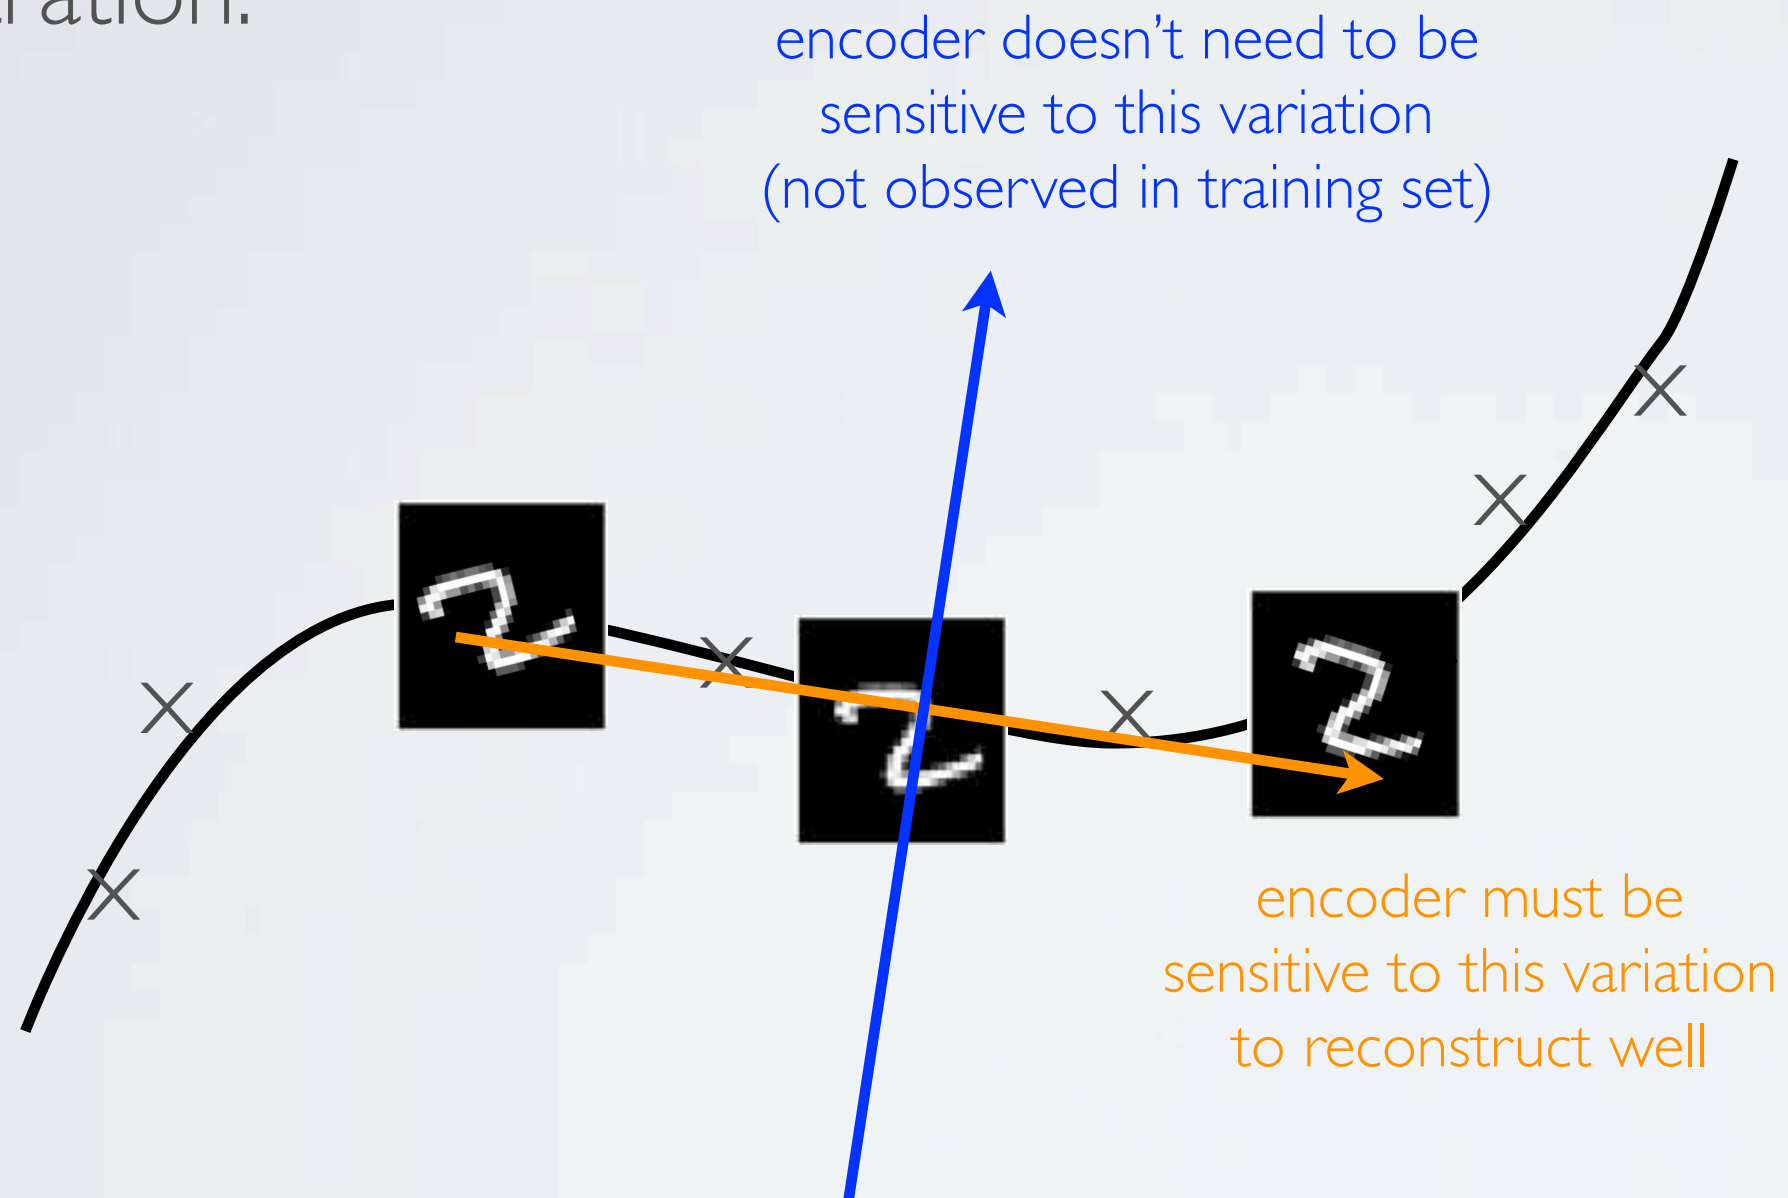 encoder doesn't need to be
sensitive to this variation
(not observed in training set)
encoder must be
sensitive to this variation
to reconstruct well